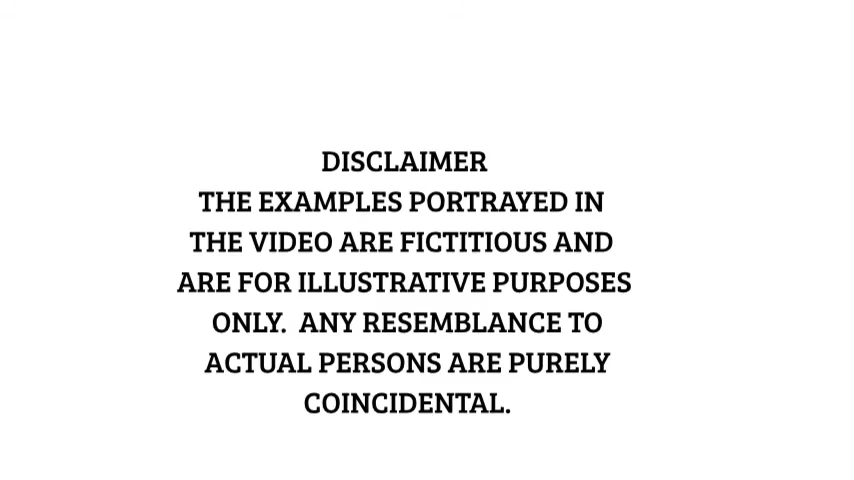 DISCLAIMER
THE EXAMPLES PORTRAYED IN
THE VIDEO ARE FICTITIOUS AND
ARE FOR ILLUSTRATIVE PURPOSES
ONLY.  ANY RESEMBLANCE TO
ACTUAL PERSONS ARE PURELY
COINCIDENTAL.